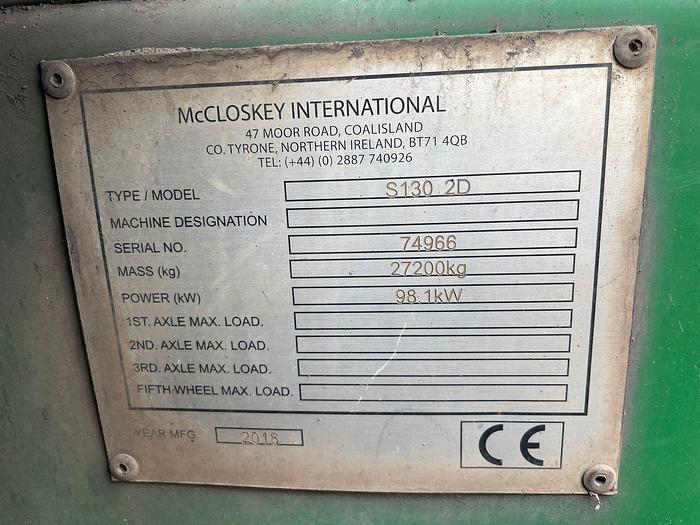 McCLOSKEY INTERNATIONAL
47 MOOR ROAD, COALISLAND
CO. TYRONE, NORTHERN IRELAND, BT71 4QB
TEL: (+44) (0) 2887 740926
TYPE / MODEL S130 2D
MACHINE DESIGNATION
SERIAL NO. 74966
MASS (kg) 27200kg
POWER (kW) 98.1kW
1ST. AXLE MAX. LOAD.
2ND. AXLE MAX. LOAD.
3RD. AXLE MAX. LOAD.
FIFTH WHEEL MAX. LOAD.
YEAR MFG. 2018
CE